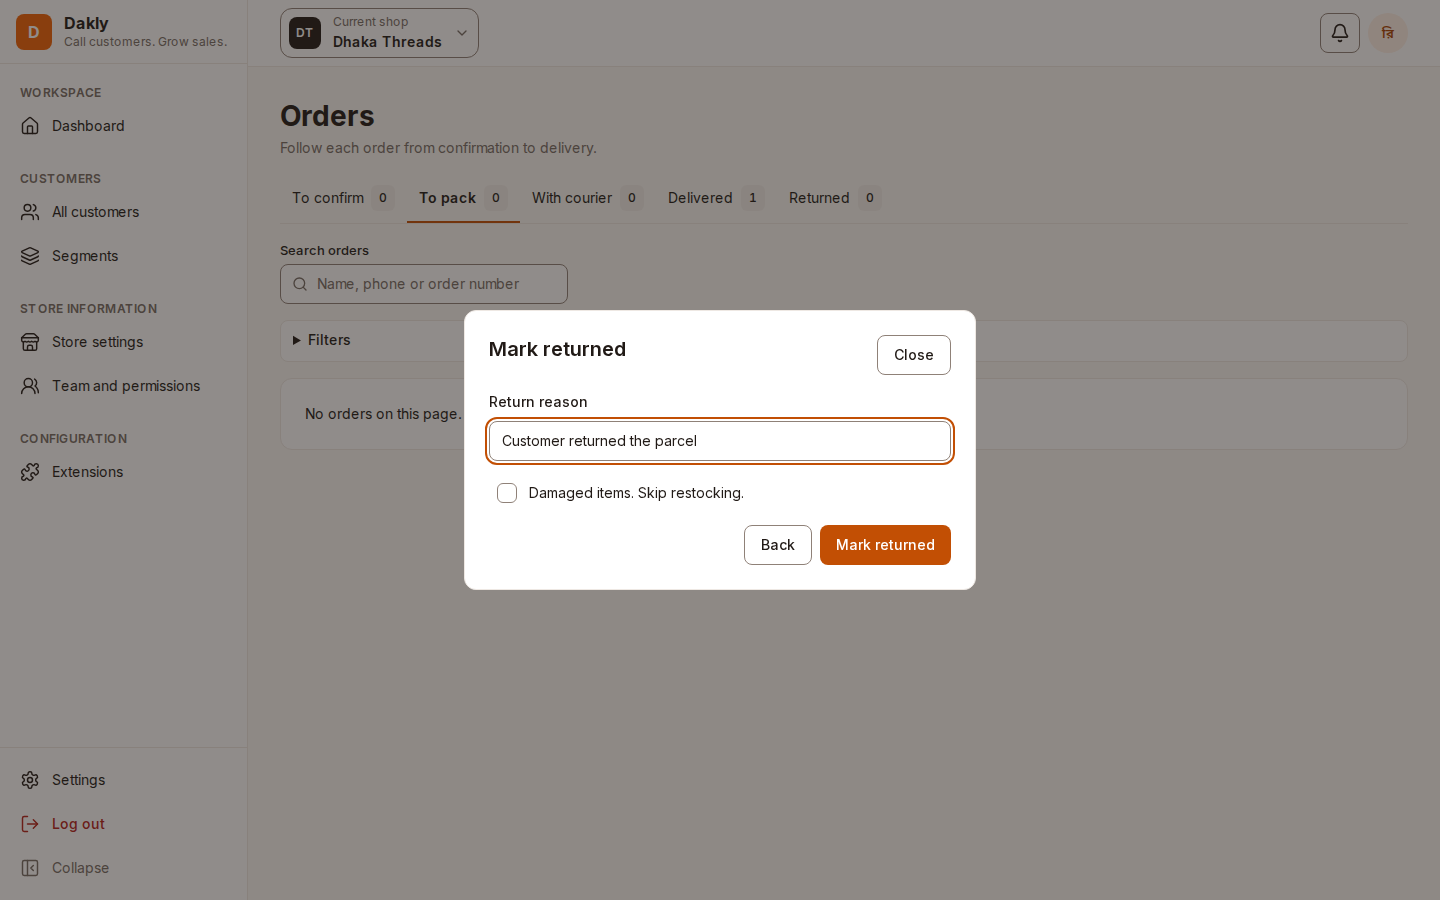 D
Dakly
Call customers. Grow sales.
WORKSPACE
Dashboard
CUSTOMERS
All customers
Segments
STORE INFORMATION
Store settings
Team and permissions
CONFIGURATION
Extensions
Settings
Log out
Collapse
DT
Current shop
Dhaka Threads
রি
Orders
Follow each order from confirmation to delivery.
To confirm 0 To pack 0 With courier 0 Delivered 1 Returned 0
Search orders
Name, phone or order number
Filters
No orders on this page.
Mark returned
Close
Return reason
Customer returned the parcel
Damaged items. Skip restocking.
Back Mark returned